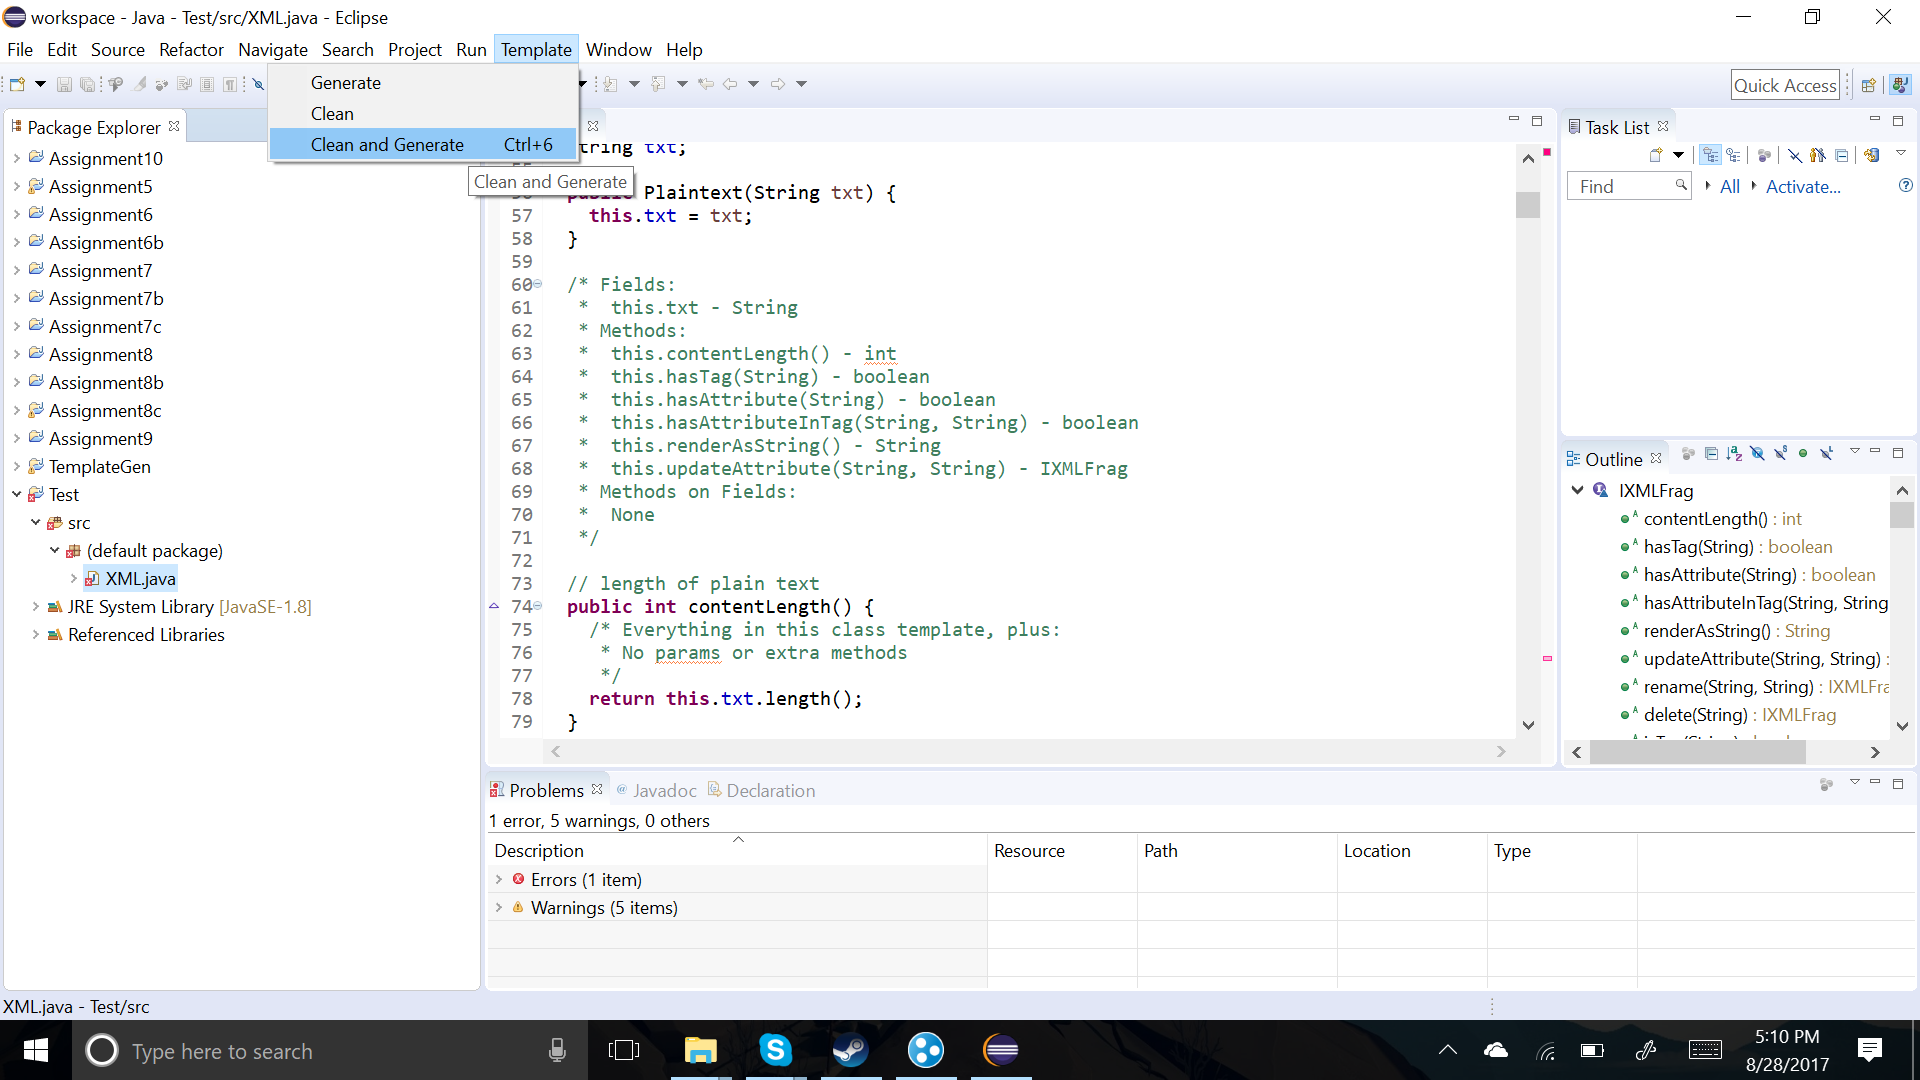 workspace - Java - Test/src/XML.java - Eclipse
File Edit Source Refactor Navigate Search Project Run Template Window Help
Generate
Clean
Clean and Generate Ctrl+6
Clean and Generate
Quick Access
Package Explorer
Assignment10
Assignment5
Assignment6
Assignment6b
Assignment7
Assignment7b
Assignment7c
Assignment8
Assignment8b
Assignment8c
Assignment9
TemplateGen
Test
src
(default package)
XML.java
JRE System Library [JavaSE-1.8]
Referenced Libraries
String txt;
public Plaintext(String txt) {
57 this.txt = txt;
58 }
59
60 /* Fields:
61 * this.txt - String
62 * Methods:
63 * this.contentLength() - int
64 * this.hasTag(String) - boolean
65 * this.hasAttribute(String) - boolean
66 * this.hasAttributeInTag(String, String) - boolean
67 * this.renderAsString() - String
68 * this.updateAttribute(String, String) - IXMLFrag
69 * Methods on Fields:
70 * None
71 */
72
73 // length of plain text
74 public int contentLength() {
75 /* Everything in this class template, plus:
76 * No params or extra methods
77 */
78 return this.txt.length();
79 }
Task List
Find All Activate...
Outline
IXMLFrag
contentLength() : int
hasTag(String) : boolean
hasAttribute(String) : boolean
hasAttributeInTag(String, String
renderAsString() : String
updateAttribute(String, String) :
rename(String, String) : IXMLFra
delete(String) : IXMLFrag
Problems @ Javadoc Declaration
1 error, 5 warnings, 0 others
Description Resource Path Location Type
Errors (1 item)
Warnings (5 items)
XML.java - Test/src
Type here to search
5:10 PM
8/28/2017